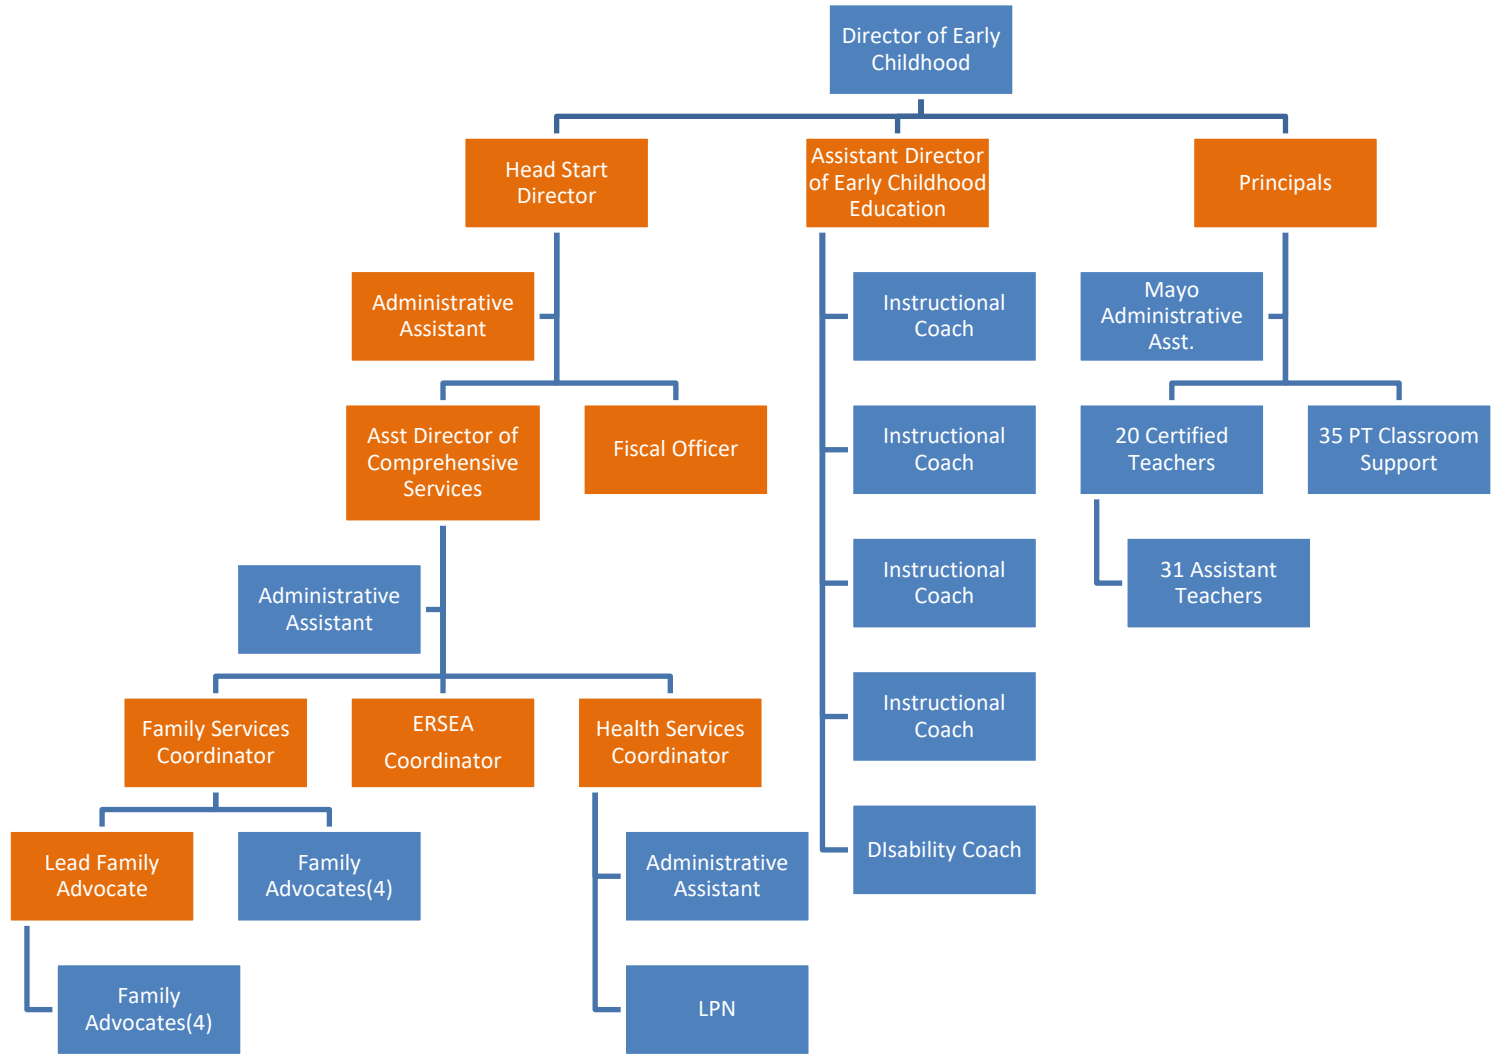 Director of Early
Childhood
Head Start
Director
Assistant Director
of Early Childhood
Education
Principals
Administrative
Assistant
Instructional
Coach
Mayo
Administrative
Asst.
Asst Director of
Comprehensive
Services
Fiscal Officer
Instructional
Coach
20 Certified
Teachers
35 PT Classroom
Support
Administrative
Assistant
Instructional
Coach
31 Assistant
Teachers
Family Services
Coordinator
ERSEA
Coordinator
Health Services
Coordinator
Instructional
Coach
Lead Family
Advocate
Family
Advocates(4)
Administrative
Assistant
DIsability Coach
Family
Advocates(4)
LPN